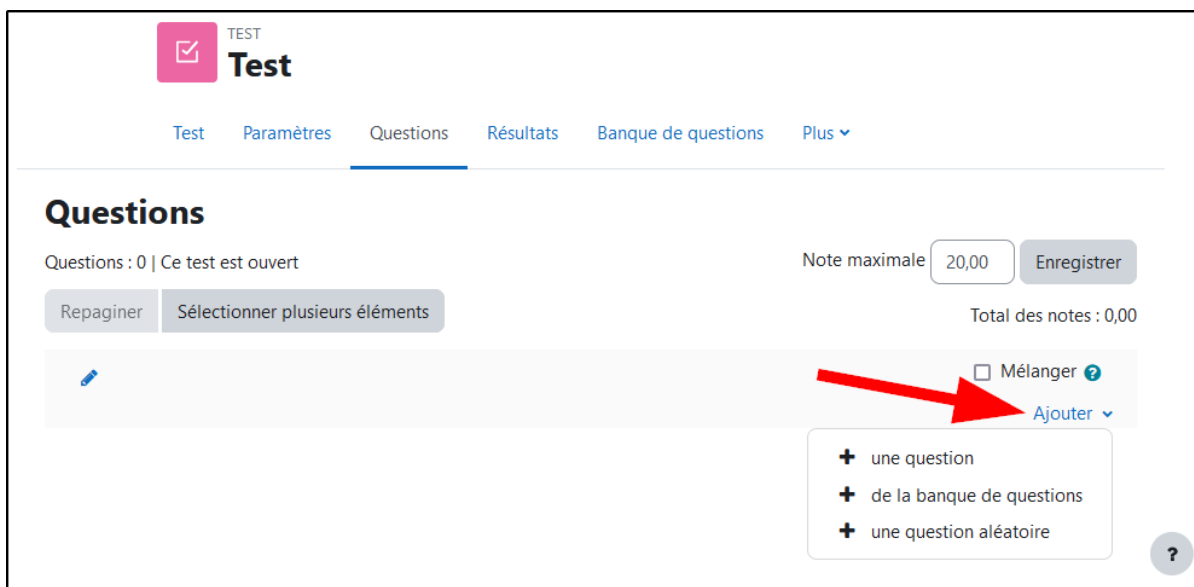 TEST
Test
Test Paramètres Questions Résultats Banque de questions Plus
Questions
Questions : 0 | Ce test est ouvert
Note maximale 20,00 Enregistrer
Repaginer Sélectionner plusieurs éléments
Total des notes : 0,00
Mélanger ?
Ajouter
+ une question
+ de la banque de questions
+ une question aléatoire
?